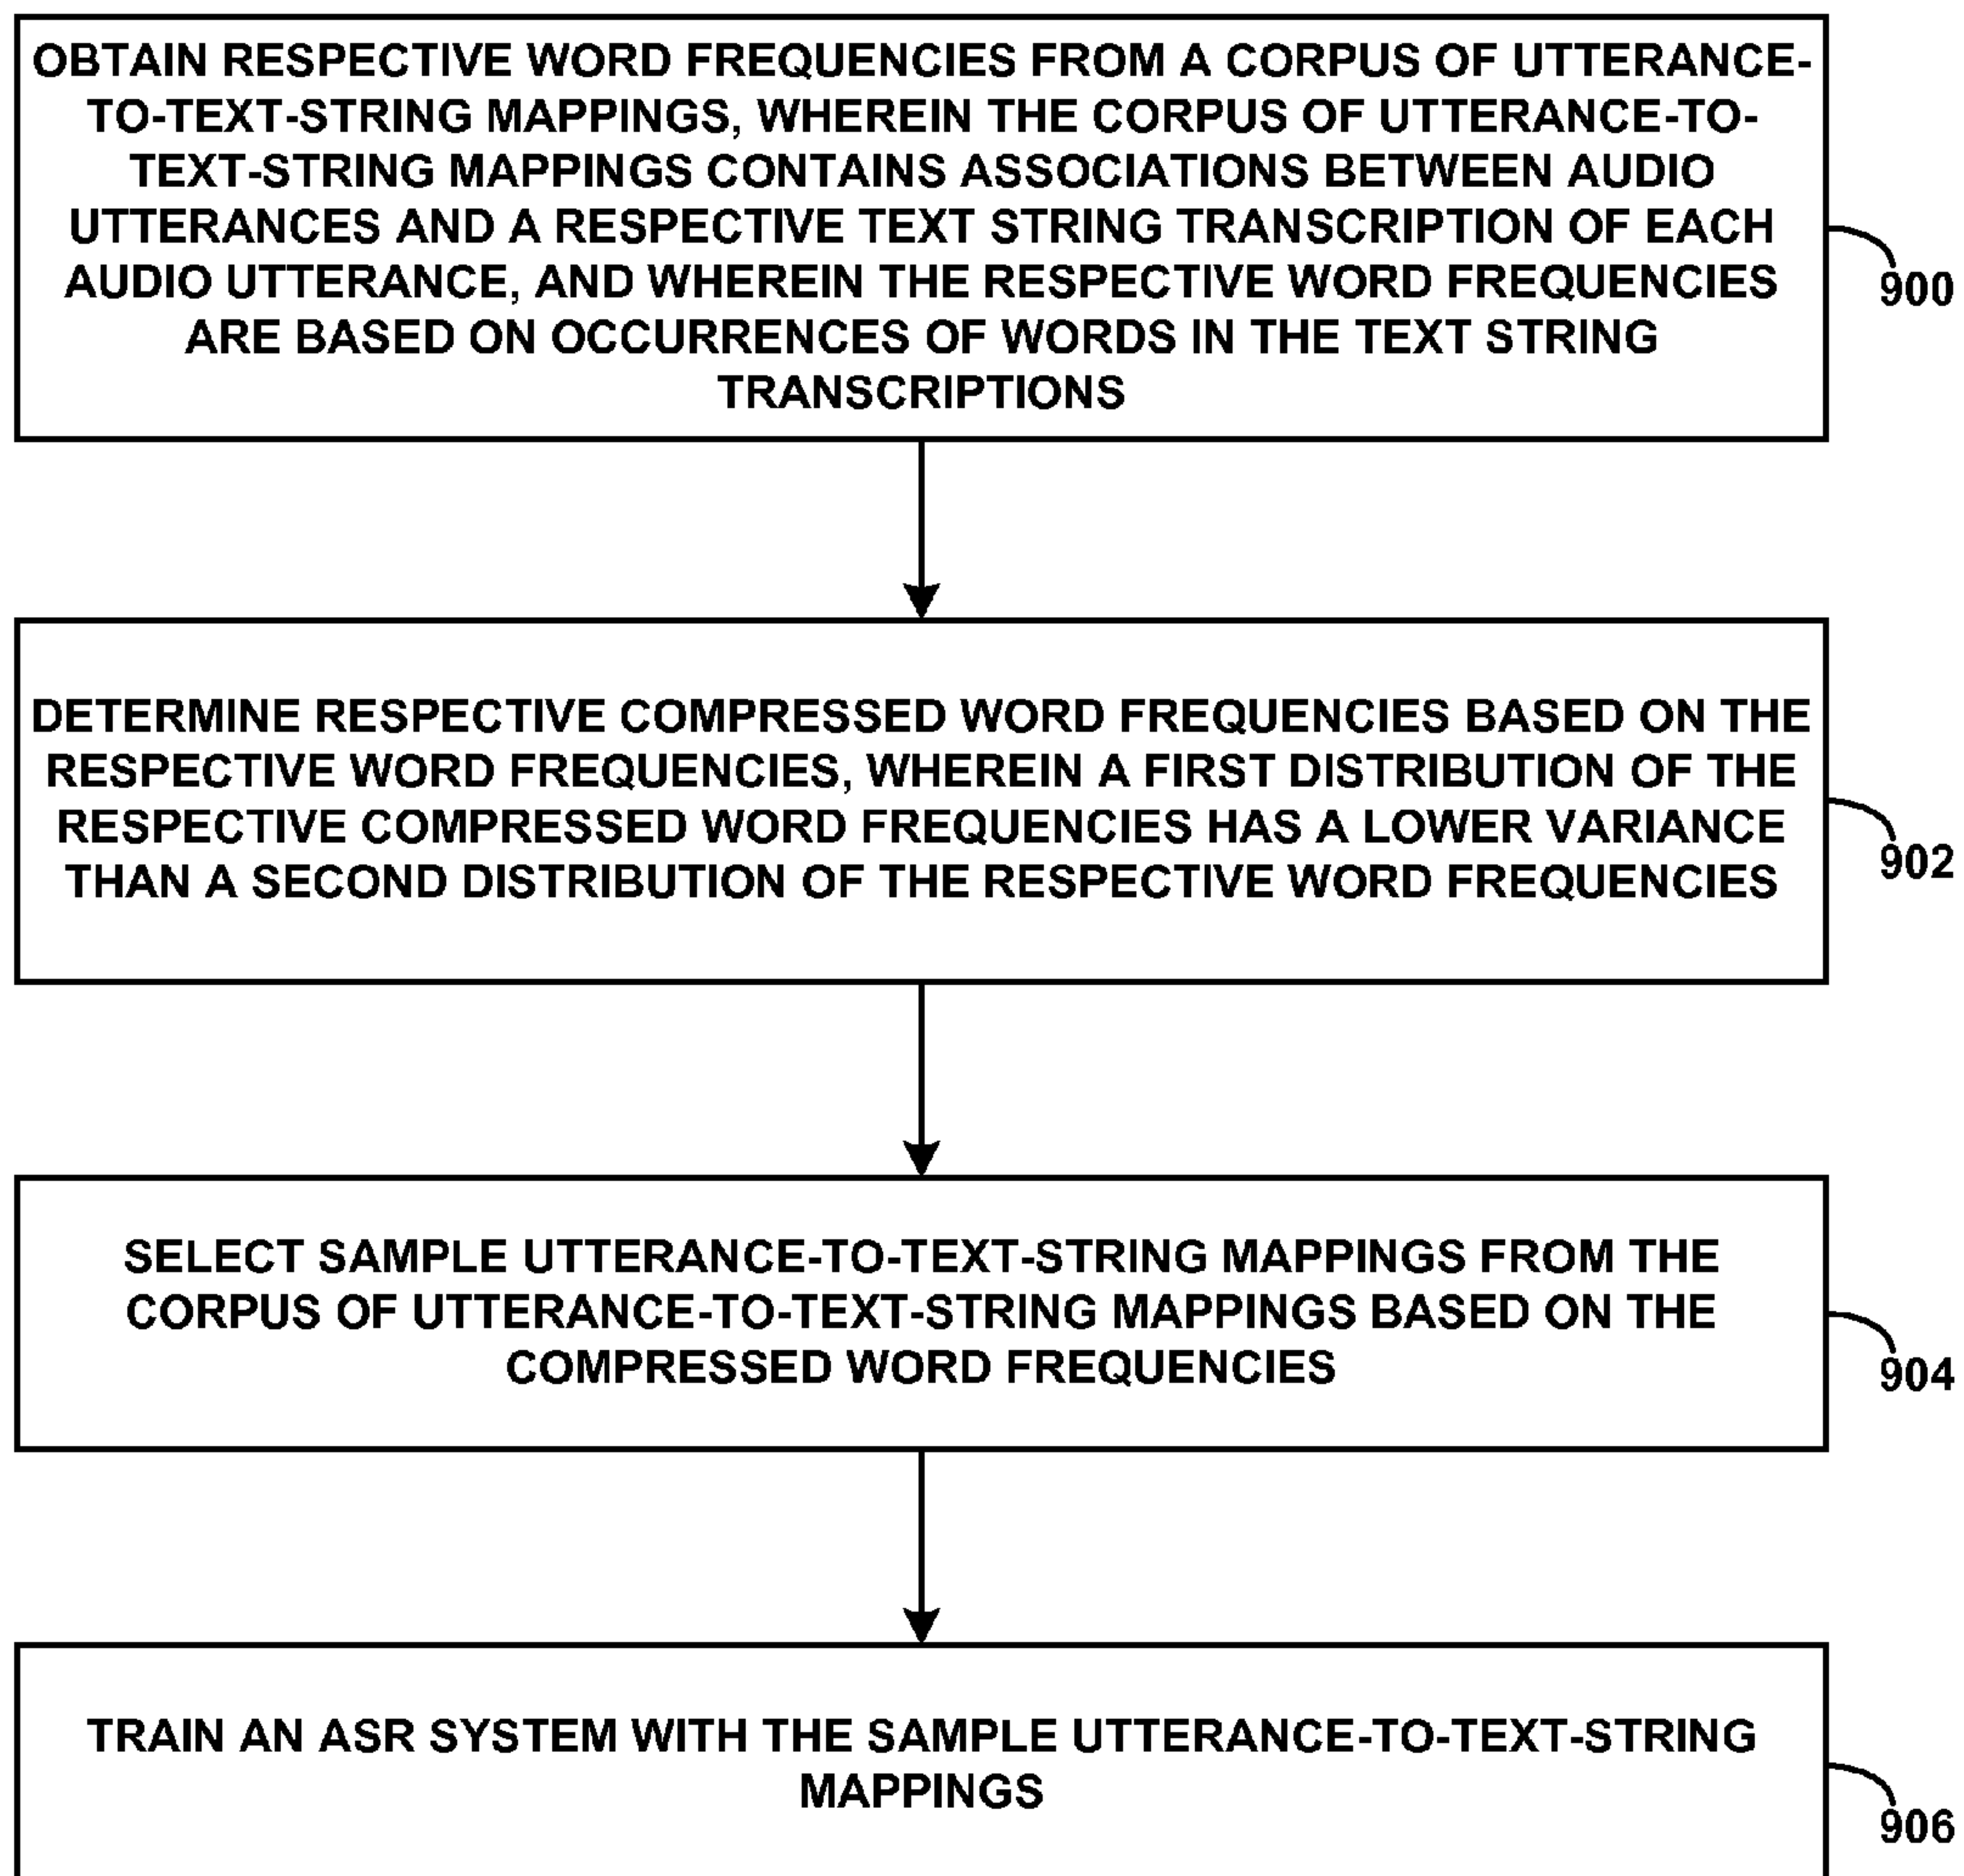 OBTAIN RESPECTIVE WORD FREQUENCIES FROM A CORPUS OF UTTERANCE-
TO-TEXT-STRING MAPPINGS, WHEREIN THE CORPUS OF UTTERANCE-TO-
TEXT-STRING MAPPINGS CONTAINS ASSOCIATIONS BETWEEN AUDIO
UTTERANCES AND A RESPECTIVE TEXT STRING TRANSCRIPTION OF EACH
AUDIO UTTERANCE, AND WHEREIN THE RESPECTIVE WORD FREQUENCIES
ARE BASED ON OCCURRENCES OF WORDS IN THE TEXT STRING
TRANSCRIPTIONS
900
DETERMINE RESPECTIVE COMPRESSED WORD FREQUENCIES BASED ON THE
RESPECTIVE WORD FREQUENCIES, WHEREIN A FIRST DISTRIBUTION OF THE
RESPECTIVE COMPRESSED WORD FREQUENCIES HAS A LOWER VARIANCE
THAN A SECOND DISTRIBUTION OF THE RESPECTIVE WORD FREQUENCIES
902
SELECT SAMPLE UTTERANCE-TO-TEXT-STRING MAPPINGS FROM THE
CORPUS OF UTTERANCE-TO-TEXT-STRING MAPPINGS BASED ON THE
COMPRESSED WORD FREQUENCIES
904
TRAIN AN ASR SYSTEM WITH THE SAMPLE UTTERANCE-TO-TEXT-STRING
MAPPINGS
906